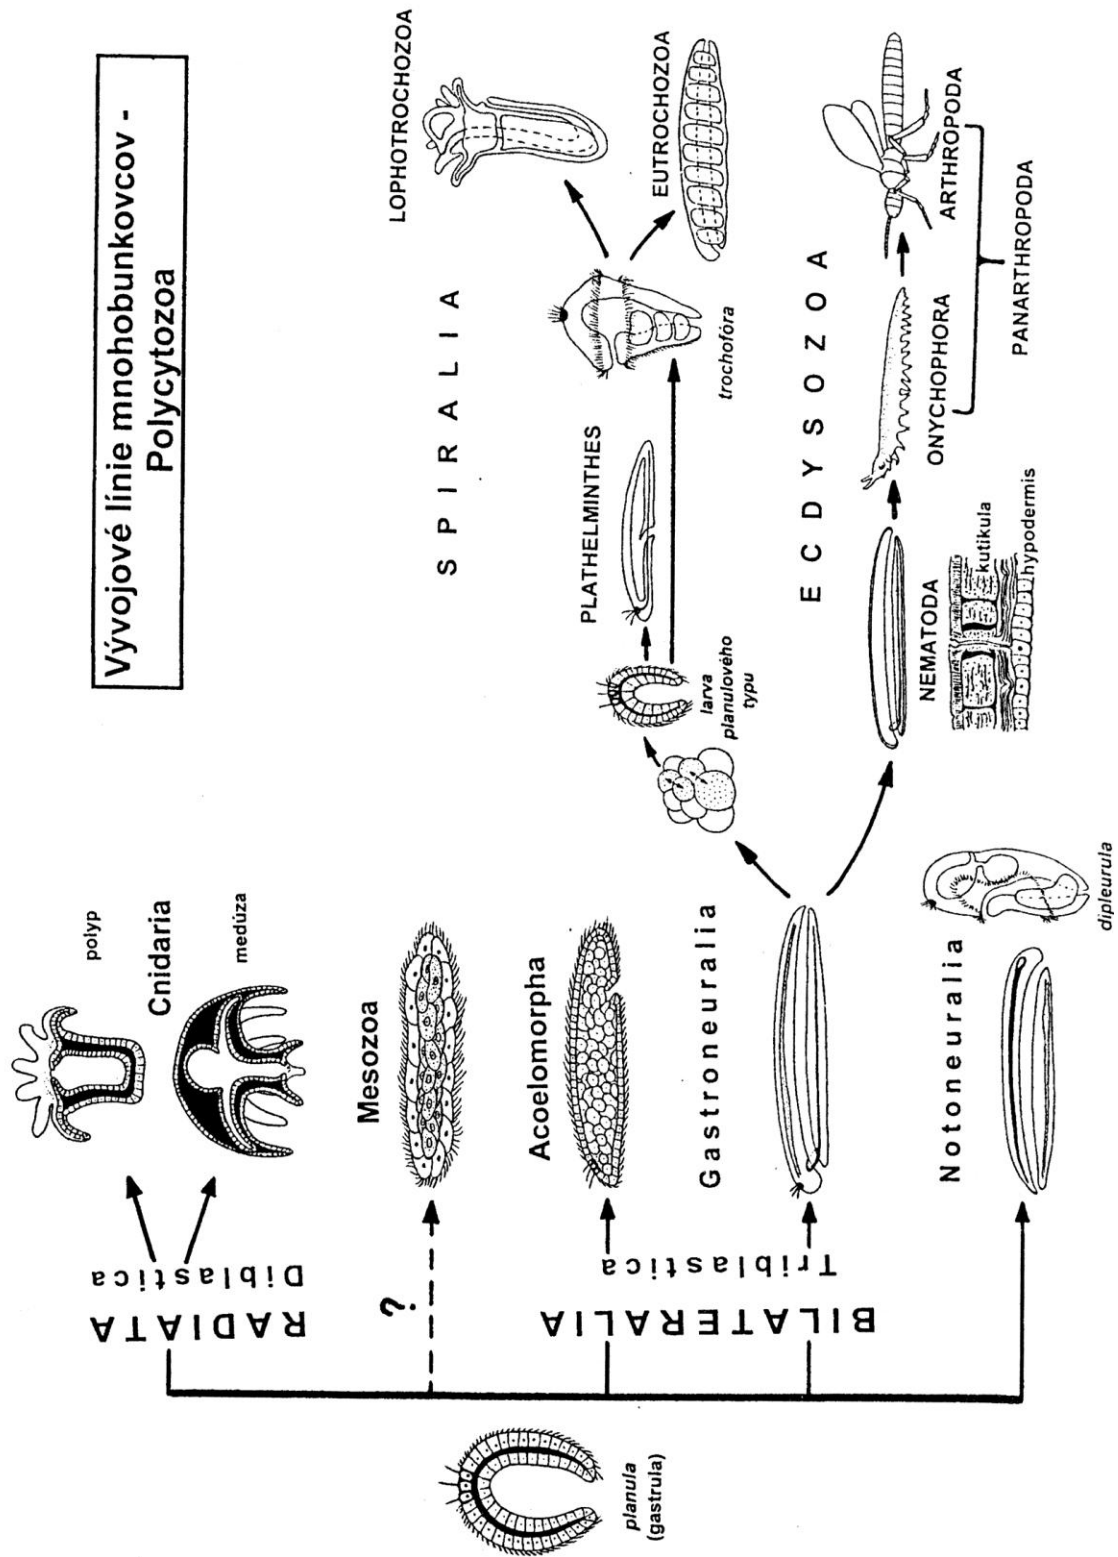 Vývojové línie mnohobunkovcov -
Polycytozoa
planula
(gastrula)
RADIATA
Diblastica
Cnidaria
polyp
medúza
?
Mesozoa
BILATERALIA
Triblastica
Acoelomorpha
Gastroneuralia
Notoneuralia
dipleurula
SPIRALIA
larva
planulového
typu
PLATHELMINTHES
trochofóra
LOPHOTROCHOZOA
EUTROCHOZOA
ECDYSOZOA
NEMATODA
kutikula
hypodermis
ONYCHOPHORA
ARTHROPODA
PANARTHROPODA